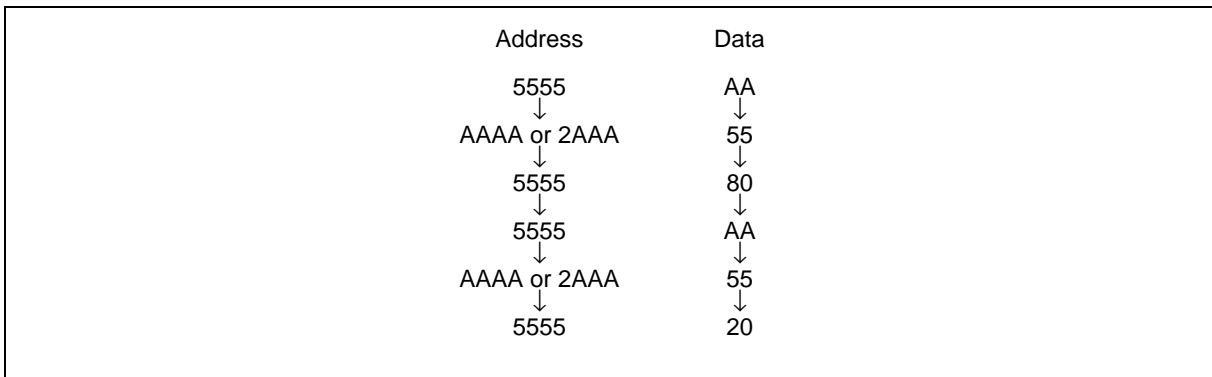 Address Data
5555 AA
↓ ↓
AAAA or 2AAA 55
↓ ↓
5555 80
↓ ↓
5555 AA
↓ ↓
AAAA or 2AAA 55
↓ ↓
5555 20